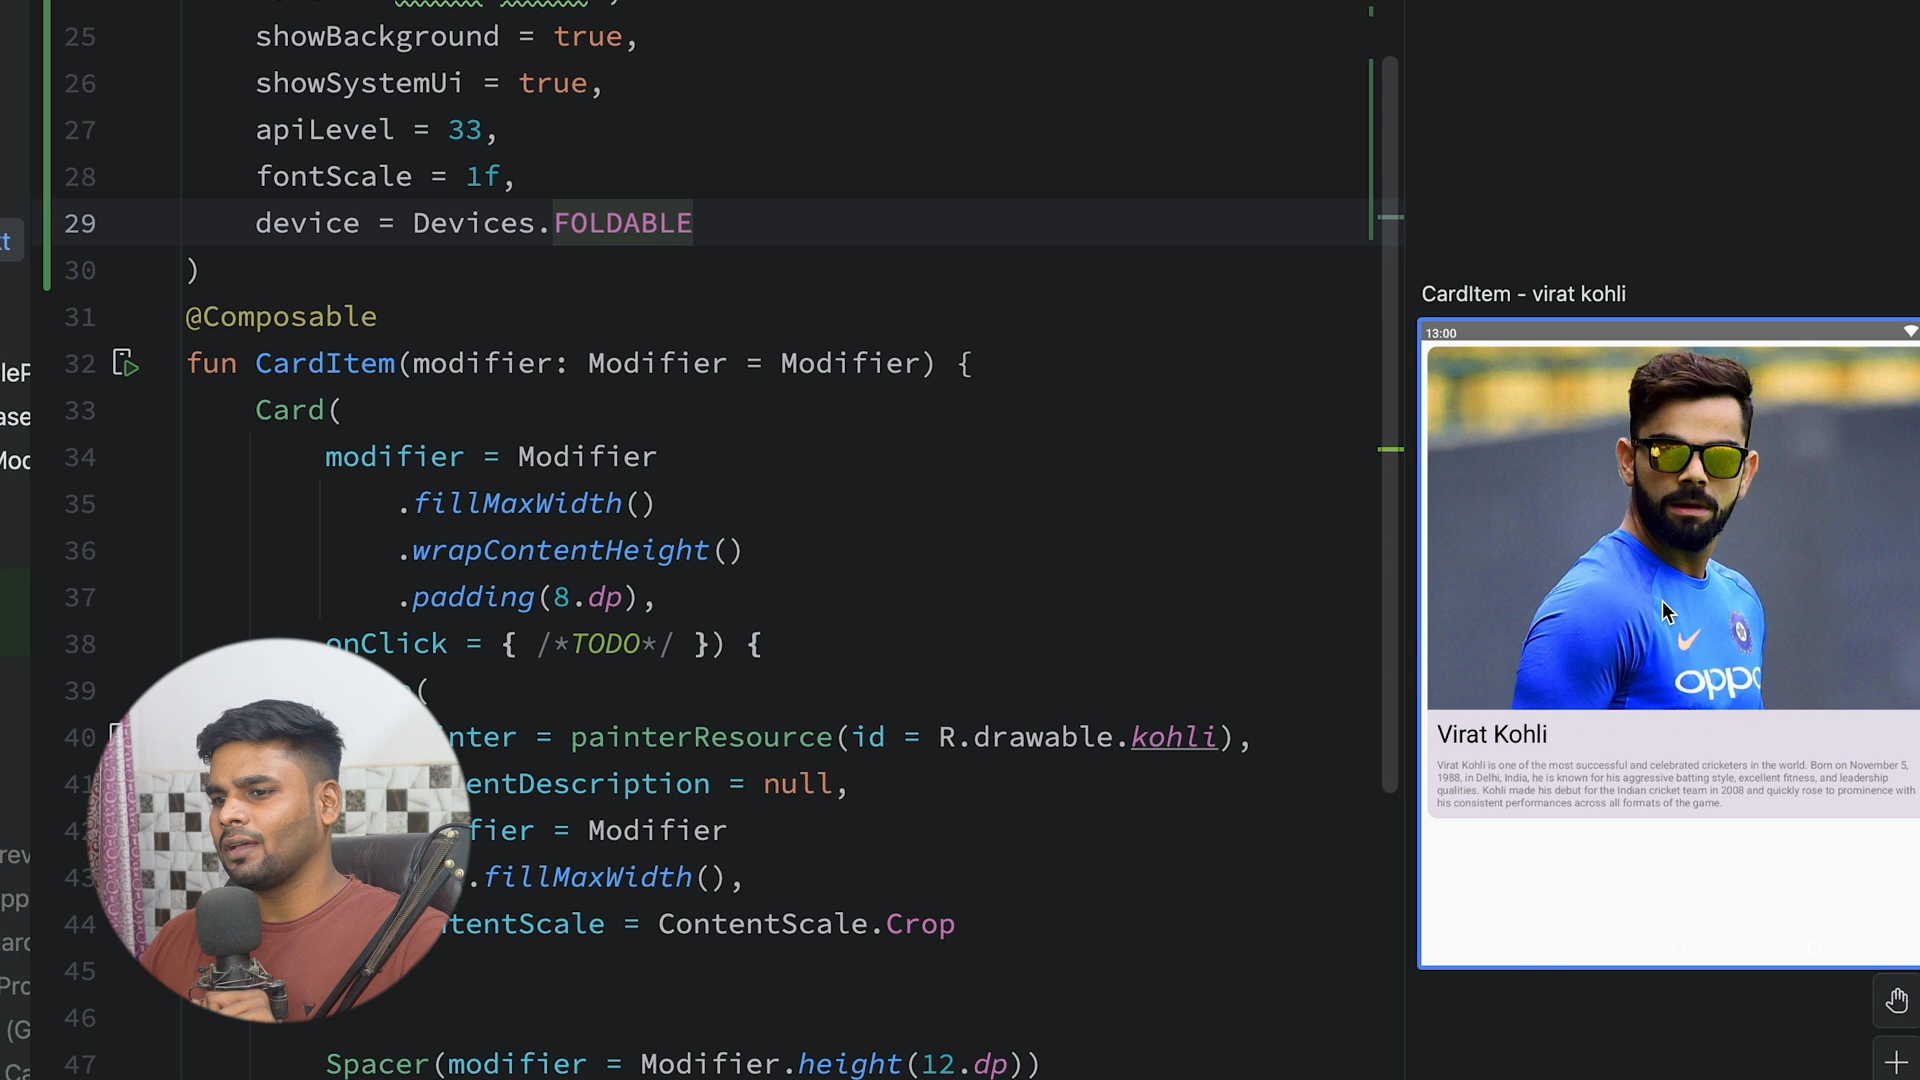 25 showBackground = true,
26 showSystemUi = true,
27 apiLevel = 33,
28 fontScale = 1f,
29 device = Devices.FOLDABLE
30 )
31 @Composable
32 fun CardItem(modifier: Modifier = Modifier) {
33 Card(
34 modifier = Modifier
35 .fillMaxWidth()
36 .wrapContentHeight()
37 .padding(8.dp),
38 onClick = { /*TODO*/ }) {
39 (
40 nter = painterResource(id = R.drawable.kohli),
41 entDescription = null,
42 fier = Modifier
43 .fillMaxWidth(),
44 tentScale = ContentScale.Crop
45
46
47 Spacer(modifier = Modifier.height(12.dp))
CardItem - virat kohli
13:00
oppo
Virat Kohli
Virat Kohli is one of the most successful and celebrated cricketers in the world. Born on November 5,
1988, in Delhi, India, he is known for his aggressive batting style, excellent fitness, and leadership
qualities. Kohli made his debut for the Indian cricket team in 2008 and quickly rose to prominence with
his consistent performances across all formats of the game.